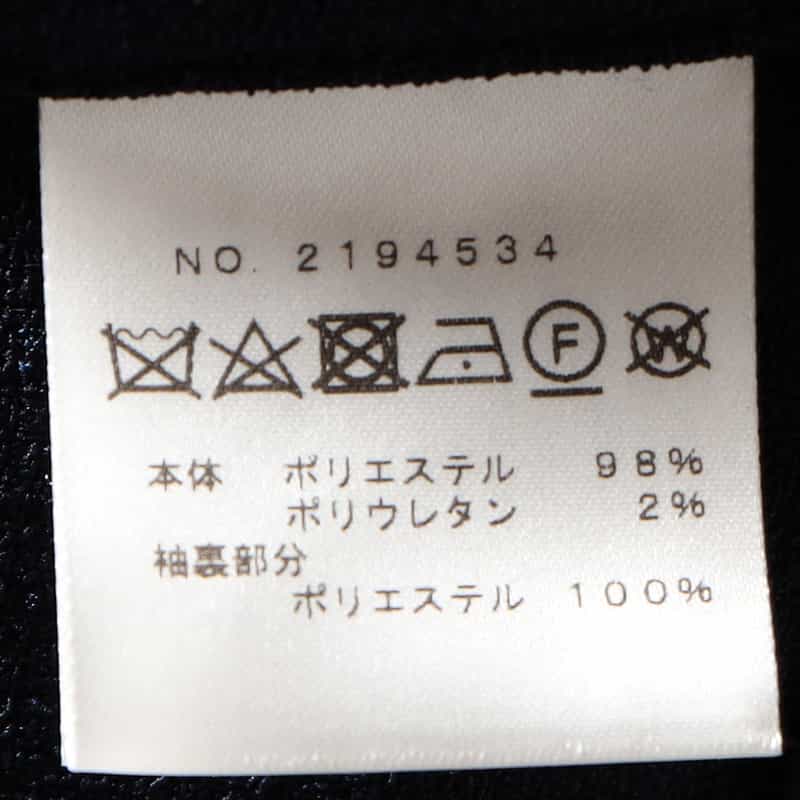 NO. 2194534
F W
本体 ポリエステル 98%
ポリウレタン 2%
袖裏部分
ポリエステル 100%